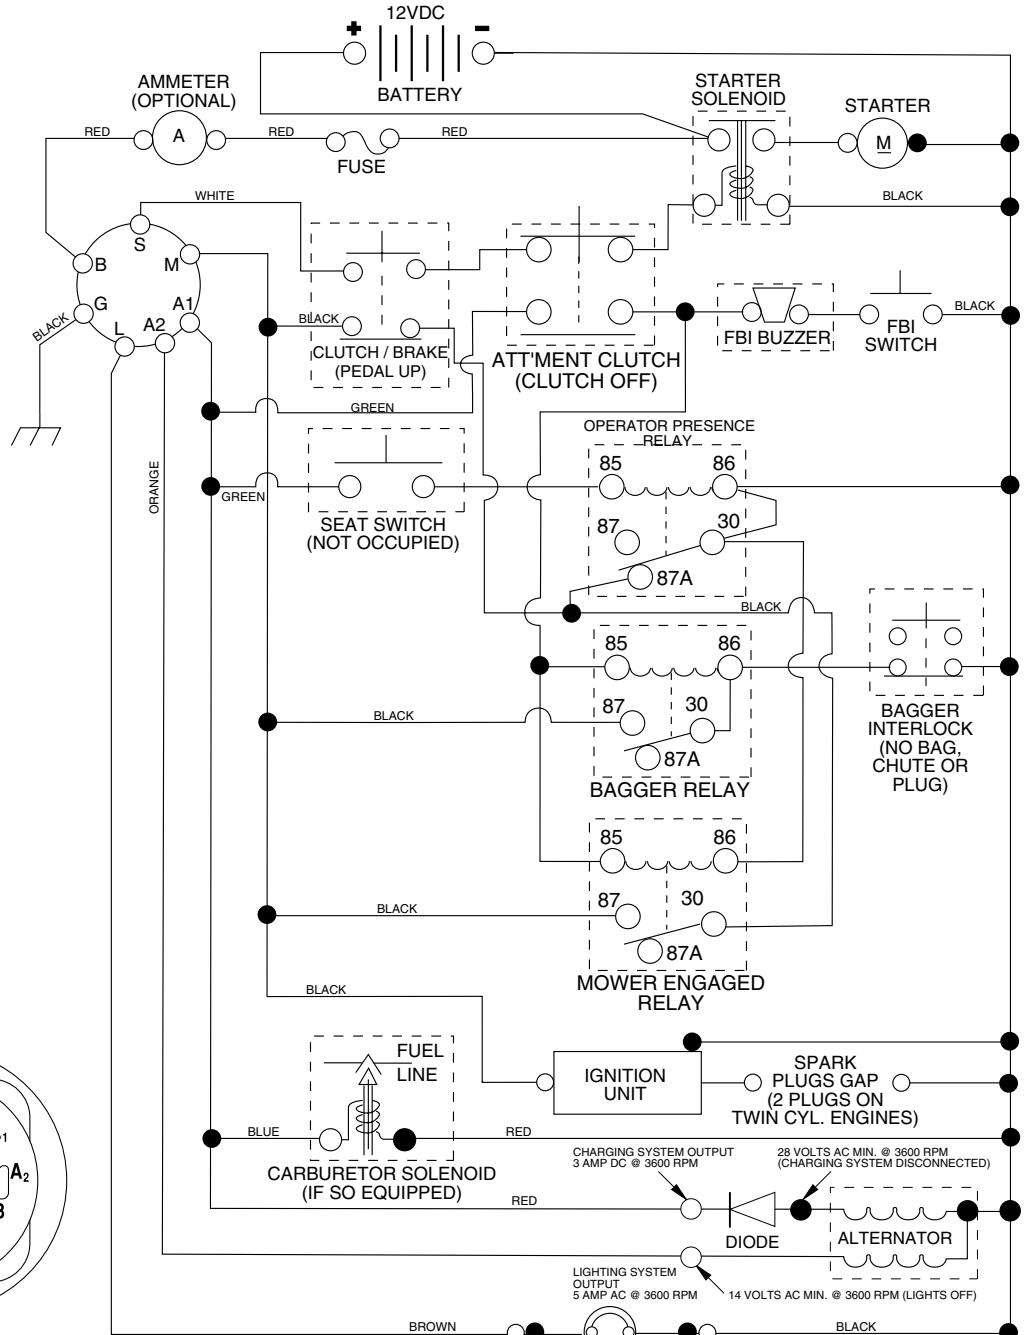 12VDC
+
-
BATTERY
AMMETER
(OPTIONAL)
A
RED
RED
FUSE
RED
STARTER
SOLENOID
STARTER
M
BLACK
WHITE
S
B
M
G
A1
A2
L
BLACK
BLACK
CLUTCH / BRAKE
(PEDAL UP)
ATT'MENT CLUTCH
(CLUTCH OFF)
FBI BUZZER
FBI
SWITCH
BLACK
GREEN
OPERATOR PRESENCE
RELAY
85
86
87
30
87A
ORANGE
GREEN
SEAT SWITCH
(NOT OCCUPIED)
BLACK
85
86
87
30
87A
BAGGER RELAY
BLACK
BAGGER
INTERLOCK
(NO BAG,
CHUTE OR
PLUG)
85
86
87
30
87A
MOWER ENGAGED
RELAY
BLACK
BLACK
FUEL
LINE
IGNITION
UNIT
SPARK
PLUGS GAP
(2 PLUGS ON
TWIN CYL. ENGINES)
BLUE
RED
CARBURETOR SOLENOID
(IF SO EQUIPPED)
CHARGING SYSTEM OUTPUT
3 AMP DC @ 3600 RPM
28 VOLTS AC MIN. @ 3600 RPM
(CHARGING SYSTEM DISCONNECTED)
RED
DIODE
ALTERNATOR
LIGHTING SYSTEM
OUTPUT
5 AMP AC @ 3600 RPM
14 VOLTS AC MIN. @ 3600 RPM (LIGHTS OFF)
BROWN
BLACK
1
A2